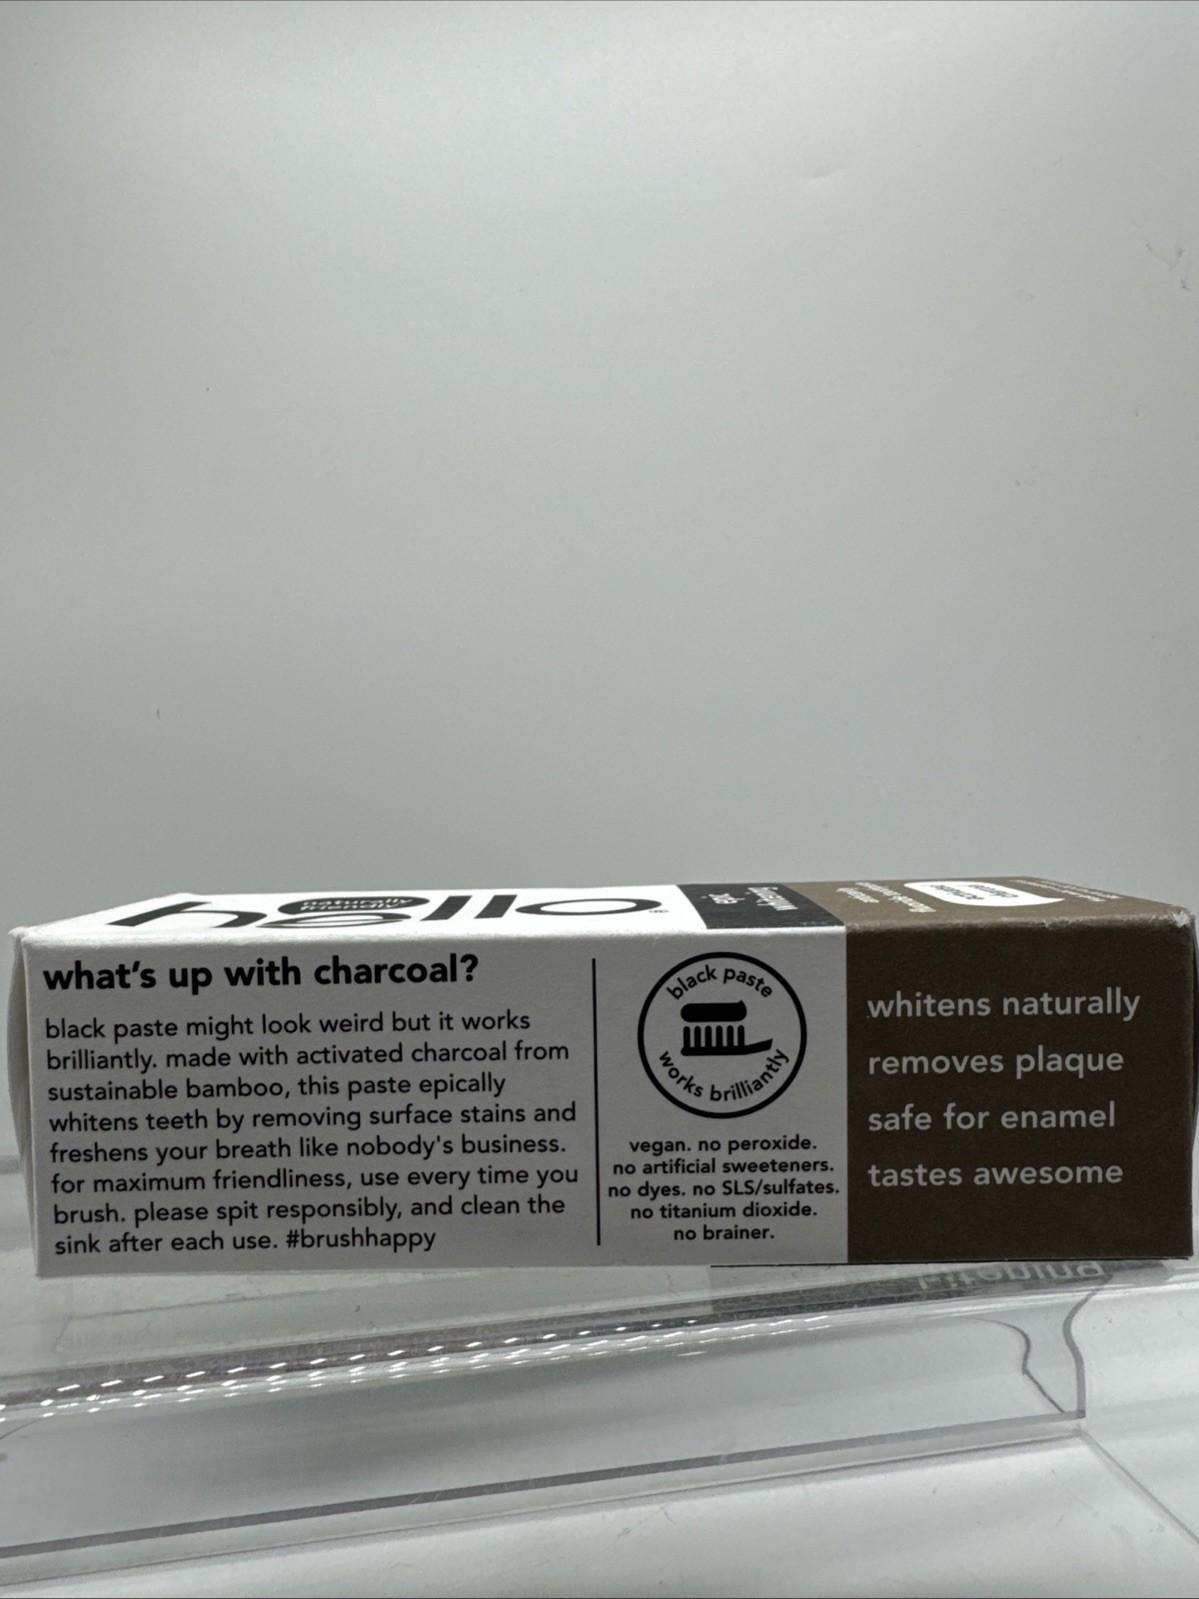 hello
naturally
friendly
®
epic
whitening
what's up with charcoal?
black paste might look weird but it works
brilliantly. made with activated charcoal from
sustainable bamboo, this paste epically
whitens teeth by removing surface stains and
freshens your breath like nobody's business.
for maximum friendliness, use every time you
brush. please spit responsibly, and clean the
sink after each use. #brushhappy
black paste
works brilliantly
vegan. no peroxide.
no artificial sweeteners.
no dyes. no SLS/sulfates.
no titanium dioxide.
no brainer.
whitens naturally
removes plaque
safe for enamel
tastes awesome